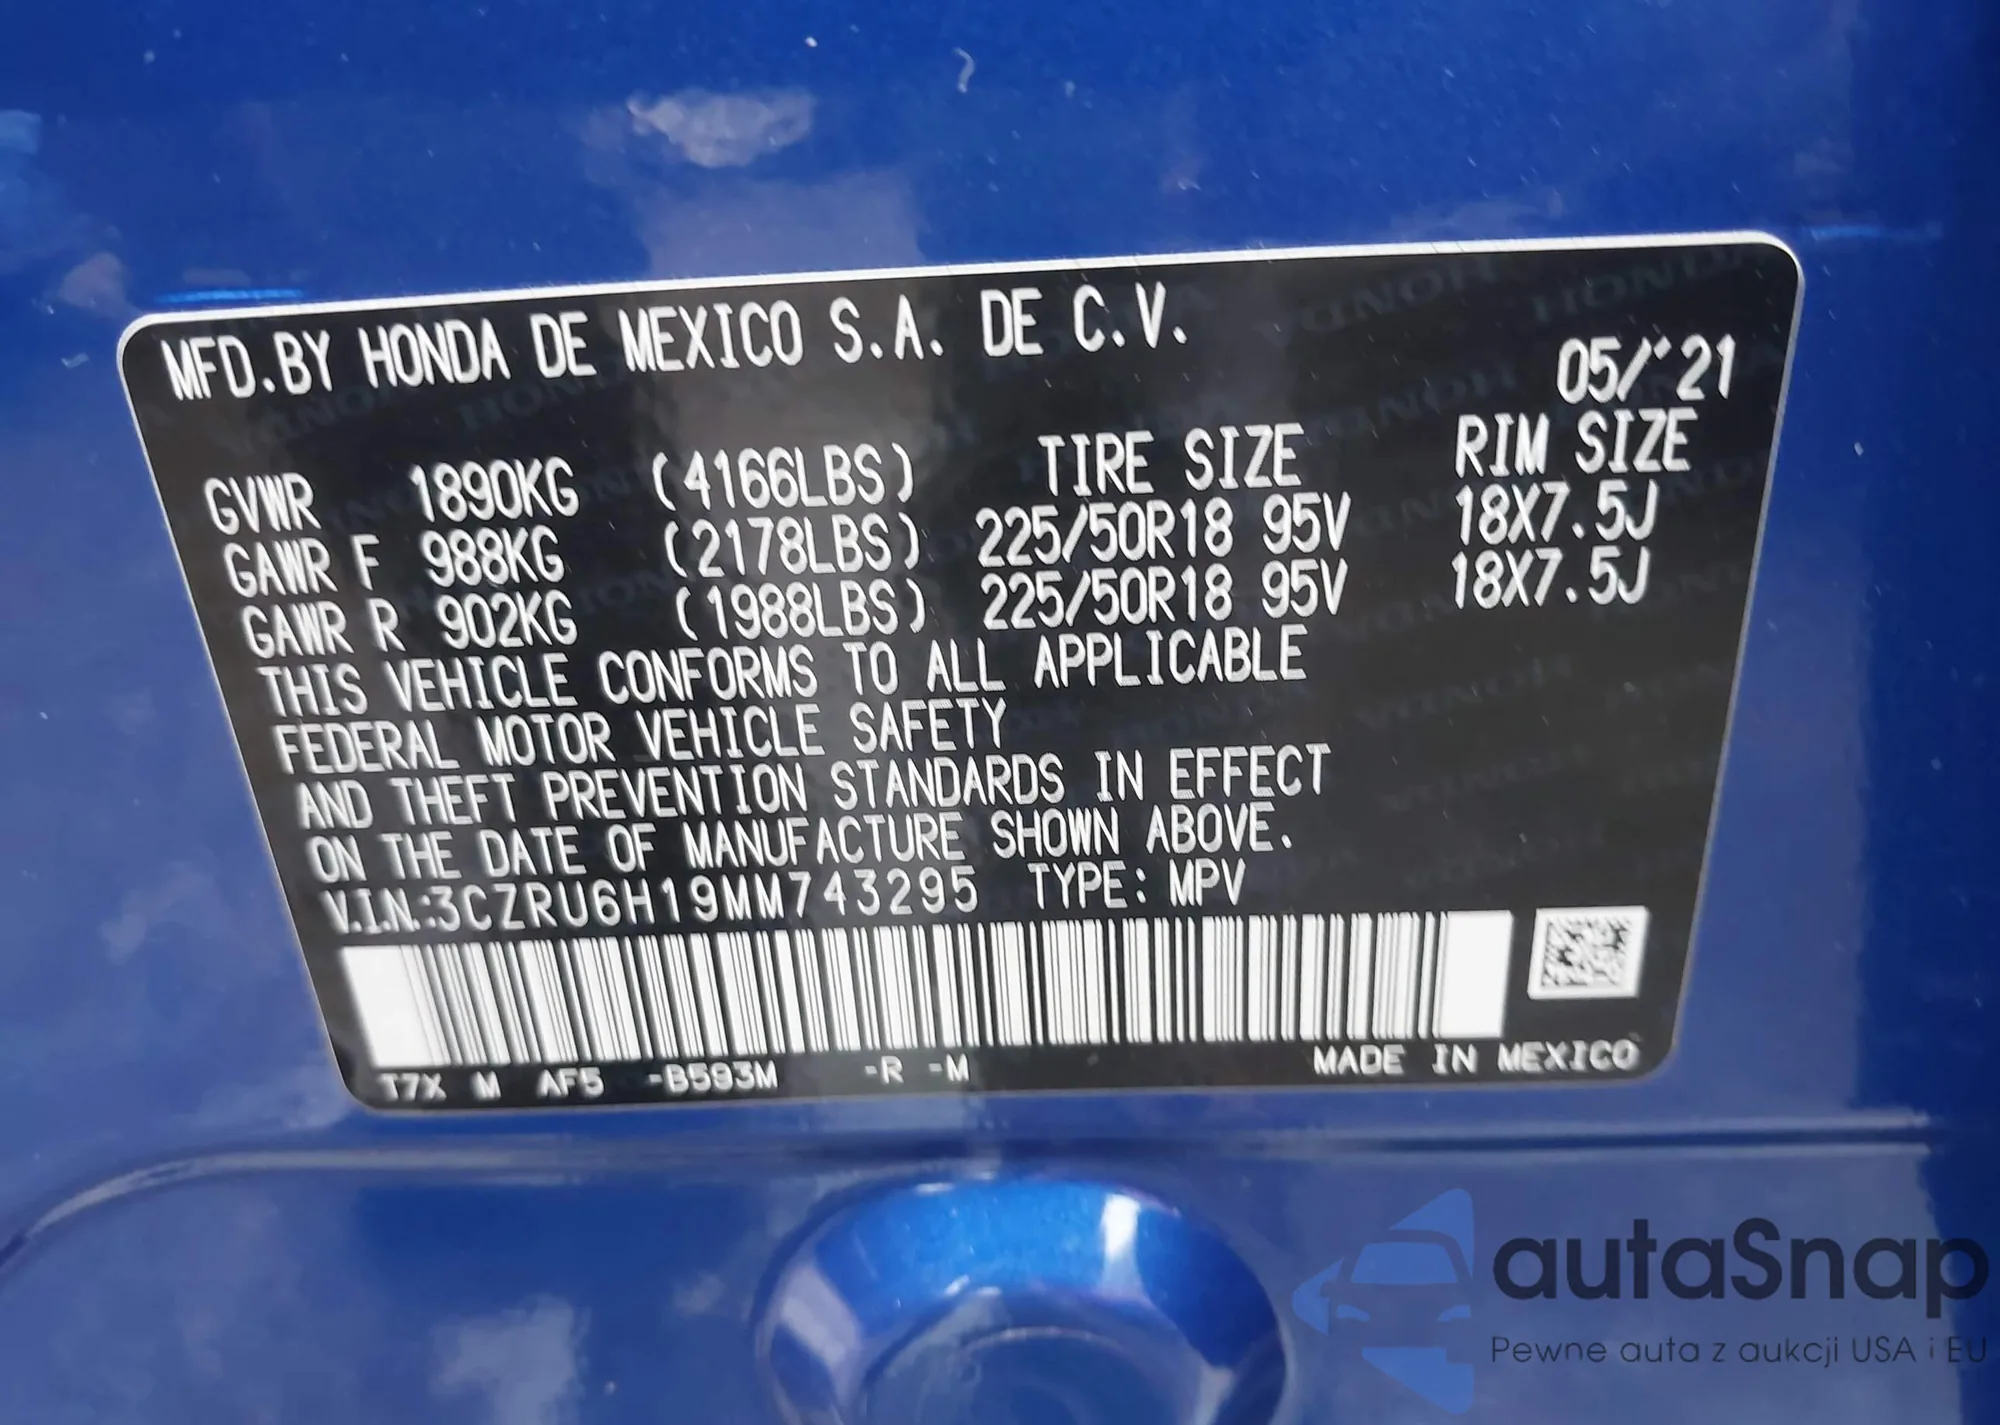 MFD.BY HONDA DE MEXICO S.A. DE C.V.
05/'21
GVWR 1890KG (4166LBS) TIRE SIZE RIM SIZE
GAWR F 988KG (2178LBS) 225/50R18 95V 18X7.5J
GAWR R 902KG (1988LBS) 225/50R18 95V 18X7.5J
THIS VEHICLE CONFORMS TO ALL APPLICABLE
FEDERAL MOTOR VEHICLE SAFETY
AND THEFT PREVENTION STANDARDS IN EFFECT
ON THE DATE OF MANUFACTURE SHOWN ABOVE.
V.I.N.:3CZRU6H19MM743295 TYPE: MPV
T7X M AF5 -B593M -R -M MADE IN MEXICO
autaSnap
Pewne auta z aukcji USA i EU